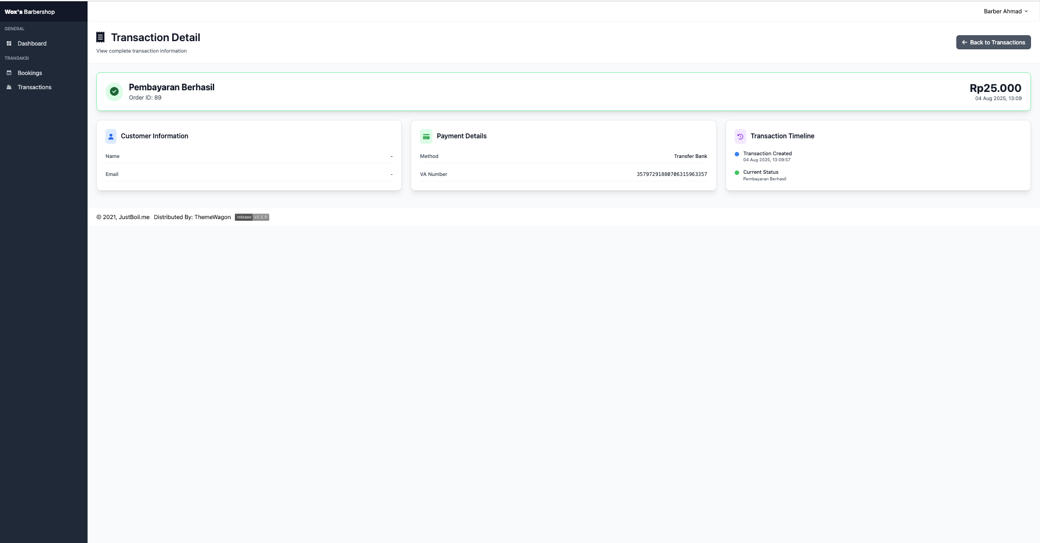 Wox's Barbershop
Barber Ahmad
GENERAL
Dashboard
TRANSAKSI
Bookings
Transactions
Transaction Detail
View complete transaction information
Back to Transactions
Pembayaran Berhasil
Order ID: 89
Rp25.000
04 Aug 2025, 13:09
Customer Information
Name -
Email -
Payment Details
Method Transfer Bank
VA Number 35797291880706315963357
Transaction Timeline
Transaction Created
04 Aug 2025, 13:09:57
Current Status
Pembayaran Berhasil
© 2021, JustBoil.me Distributed By: ThemeWagon